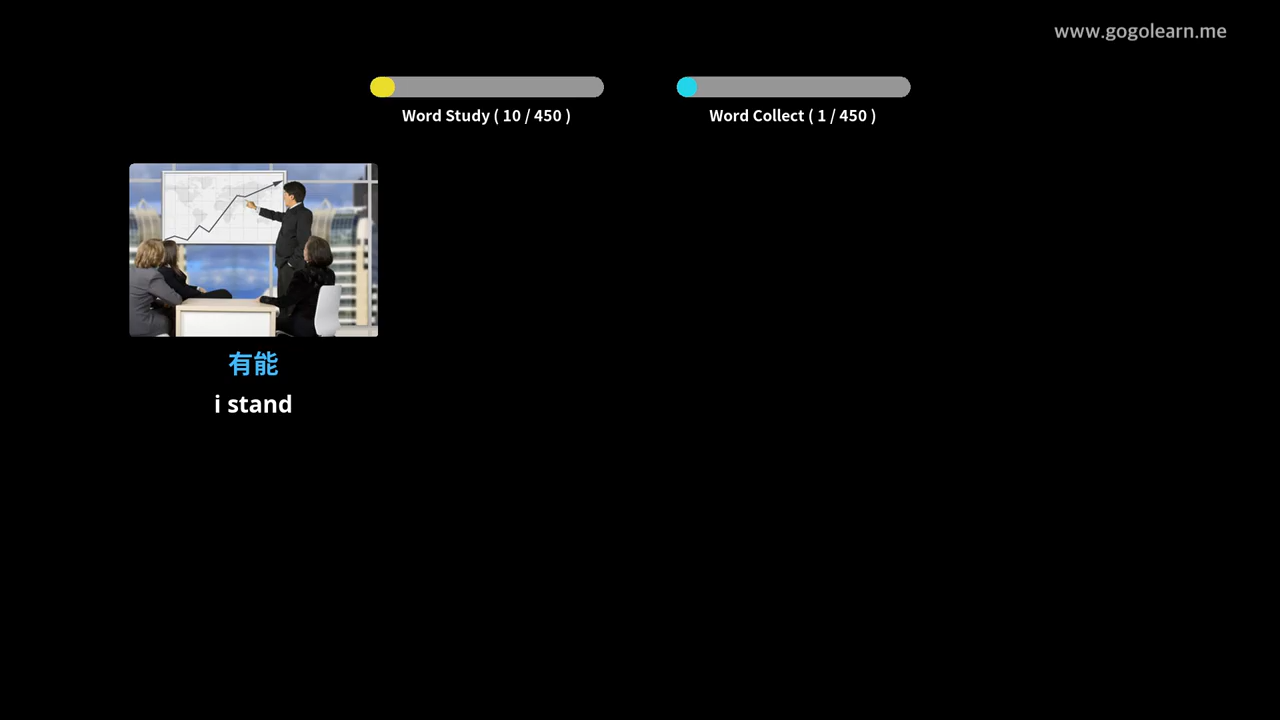 www.gogolearn.me
Word Study ( 10 / 450 )
Word Collect ( 1 / 450 )
有能
i stand